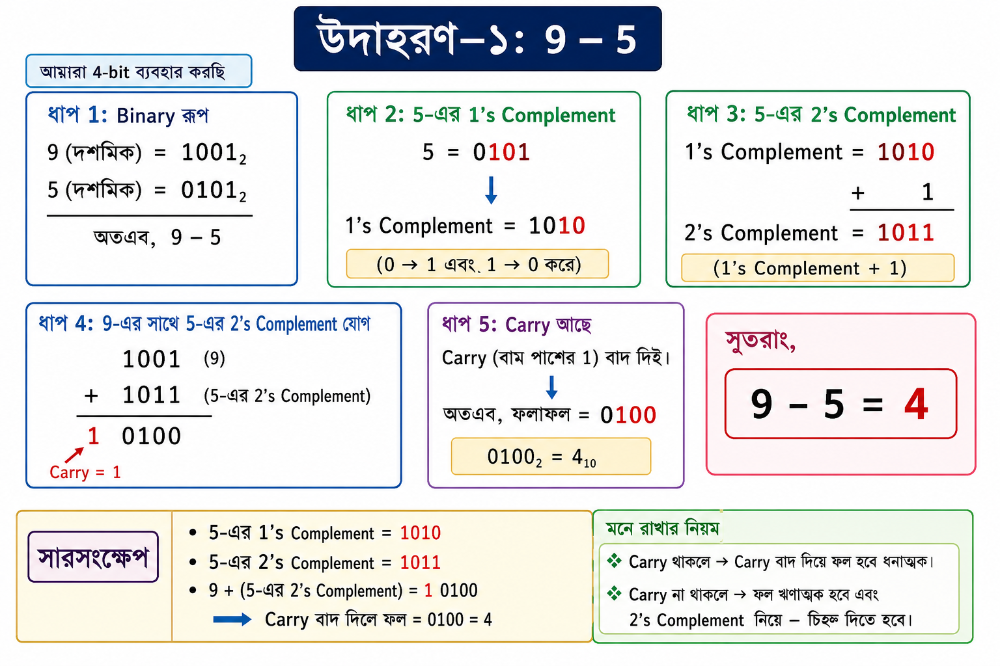 উদাহরণ–১: 9 – 5
আমারা 4-bit ব্যবহার করছি
ধাপ 1: Binary রূপ
9 (দশমিক) = 1001₂
5 (দশমিক) = 0101₂
অতএব, 9 – 5
ধাপ 2: 5-এর 1's Complement
5 = 0101
↓
1's Complement = 1010
(0 → 1 এবং. 1 → 0 করে)
ধাপ 3: 5-এর 2's Complement
1's Complement = 1010
+ 1
2's Complement = 1011
(1's Complement + 1)
ধাপ 4: 9-এর সাথে 5-এর 2's Complement যোগ
1001 (9)
+ 1011 (5-এর 2's Complement)
1 0100
Carry = 1
ধাপ 5: Carry আছে
Carry (বাম পাশের 1) বাদ দিই।
↓
অতএব, ফলাফল = 0100
0100₂ = 4₁₀
সুতরাং,
9 – 5 = 4
সারসংক্ষেপ
• 5-এর 1's Complement = 1010
• 5-এর 2's Complement = 1011
• 9 + (5-এর 2's Complement) = 1 0100
➡ Carry বাদ দিলে ফল = 0100 = 4
মনে রাখার নিয়ম
❖ Carry থাকলে → Carry বাদ দিয়ে ফল হবে ধনাত্মক।
❖ Carry না থাকলে → ফল ঋণাত্মক হবে এবং
2's Complement নিয়ে – চিহ্ন দিতে হবে।